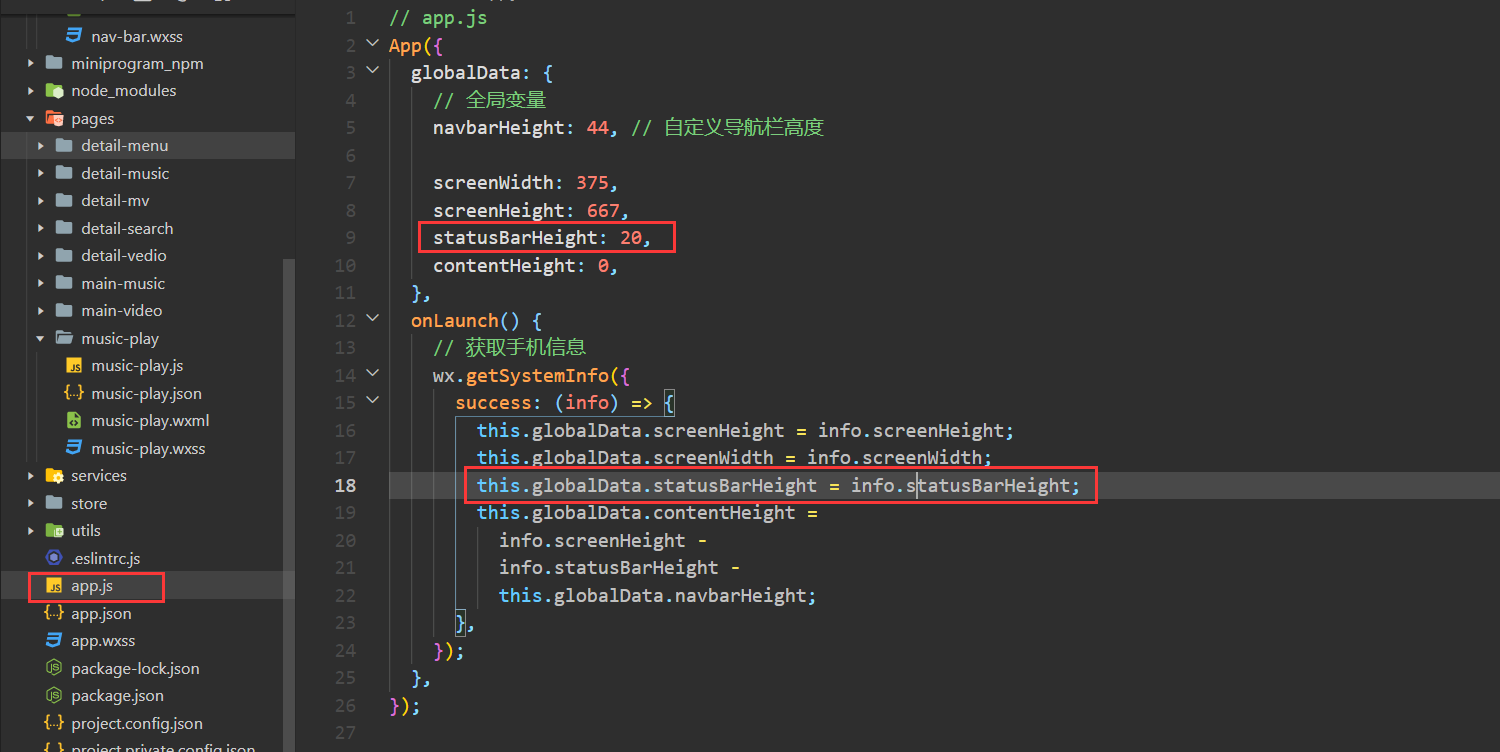 nav-bar.wxss
miniprogram_npm
node_modules
pages
detail-menu
detail-music
detail-mv
detail-search
detail-vedio
main-music
main-video
music-play
music-play.js
music-play.json
music-play.wxml
music-play.wxss
services
store
utils
.eslintrc.js
app.js
app.json
app.wxss
package-lock.json
package.json
project.config.json
project.private.config.json
1 // app.js
2 App({
3 globalData: {
4 // 全局变量
5 navbarHeight: 44, // 自定义导航栏高度
6
7 screenWidth: 375,
8 screenHeight: 667,
9 statusBarHeight: 20,
10 contentHeight: 0,
11 },
12 onLaunch() {
13 // 获取手机信息
14 wx.getSystemInfo({
15 success: (info) => {
16 this.globalData.screenHeight = info.screenHeight;
17 this.globalData.screenWidth = info.screenWidth;
18 this.globalData.statusBarHeight = info.statusBarHeight;
19 this.globalData.contentHeight =
20 info.screenHeight -
21 info.statusBarHeight -
22 this.globalData.navbarHeight;
23 },
24 });
25 },
26 });
27